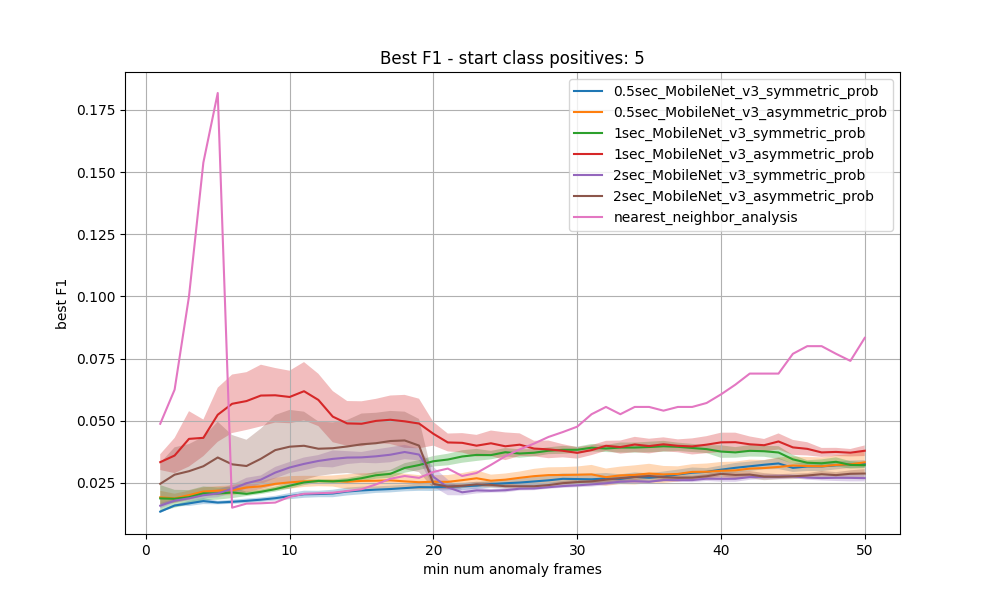 Best F1 - start class positives: 5
0.5sec_MobileNet_v3_symmetric_prob
0.5sec_MobileNet_v3_asymmetric_prob
1sec_MobileNet_v3_symmetric_prob
1sec_MobileNet_v3_asymmetric_prob
2sec_MobileNet_v3_symmetric_prob
2sec_MobileNet_v3_asymmetric_prob
nearest_neighbor_analysis
best F1
0.175
0.150
0.125
0.100
0.075
0.050
0.025
0 10 20 30 40 50
min num anomaly frames